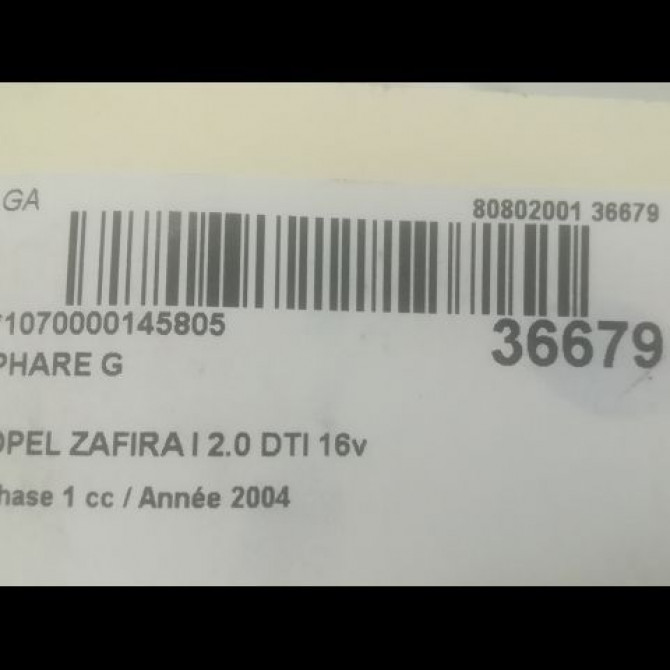 GA
80802001 36679
*1070000145805
36679
PHARE G
OPEL ZAFIRA I 2.0 DTI 16v
hase 1 cc / Année 2004